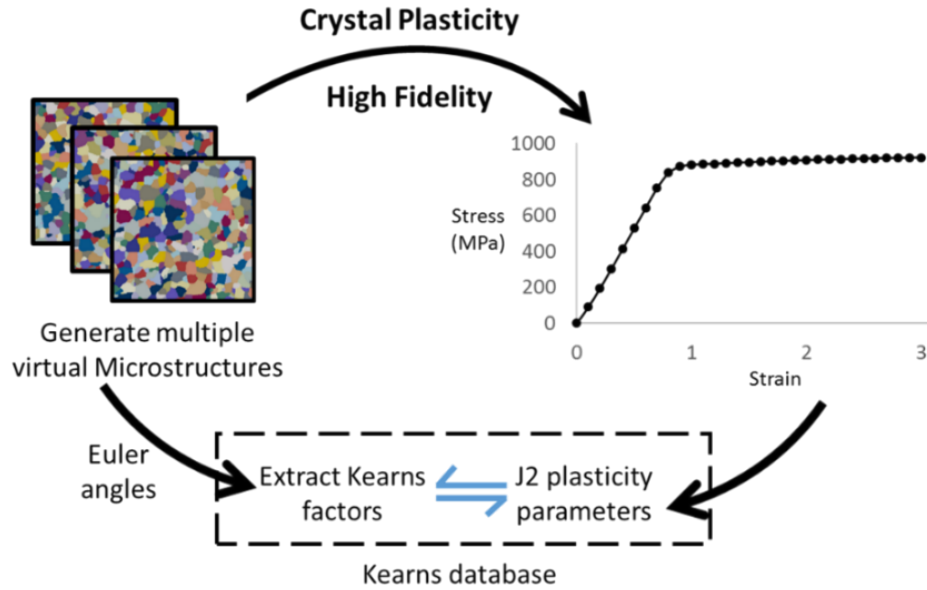 Crystal Plasticity
High Fidelity
Generate multiple
virtual Microstructures
1000
800
600
400
200
0
Stress
(MPa)
0 1 2 3
Strain
Euler
angles
Extract Kearns
factors
J2 plasticity
parameters
Kearns database